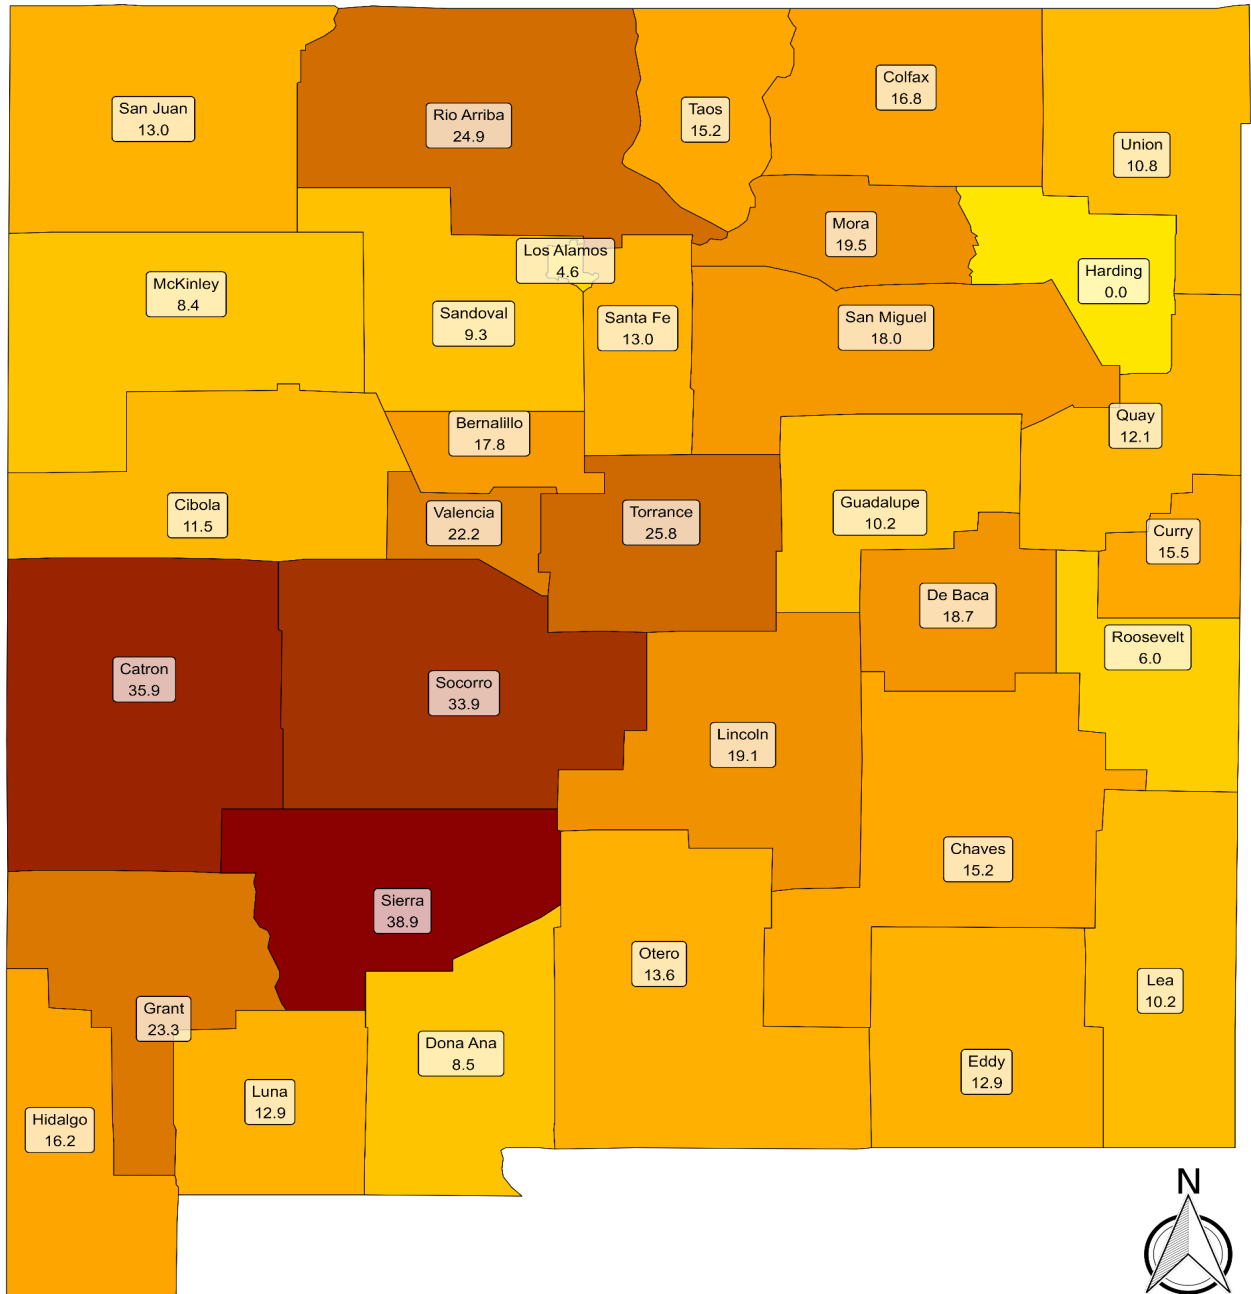 San Juan
13.0
Rio Arriba
24.9
Taos
15.2
Colfax
16.8
Union
10.8
Mora
19.5
Los Alamos
4.6
Harding
0.0
McKinley
8.4
Sandoval
9.3
Santa Fe
13.0
San Miguel
18.0
Bernalillo
17.8
Quay
12.1
Cibola
11.5
Valencia
22.2
Torrance
25.8
Guadalupe
10.2
Curry
15.5
De Baca
18.7
Roosevelt
6.0
Catron
35.9
Socorro
33.9
Lincoln
19.1
Chaves
15.2
Sierra
38.9
Otero
13.6
Lea
10.2
Grant
23.3
Dona Ana
8.5
Eddy
12.9
Luna
12.9
Hidalgo
16.2
N